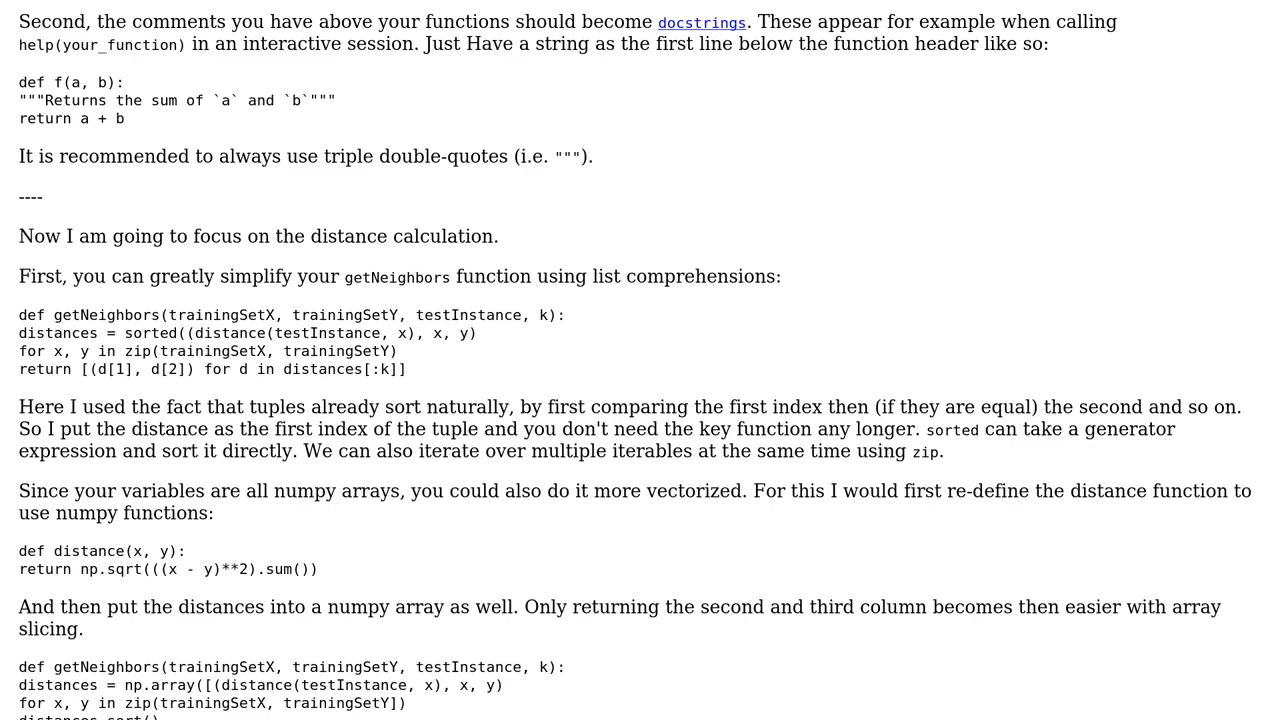 Second, the comments you have above your functions should become docstrings. These appear for example when calling
help(your_function) in an interactive session. Just Have a string as the first line below the function header like so:
def f(a, b):
"""Returns the sum of `a` and `b`"""
return a + b
It is recommended to always use triple double-quotes (i.e. """).
----
Now I am going to focus on the distance calculation.
First, you can greatly simplify your getNeighbors function using list comprehensions:
def getNeighbors(trainingSetX, trainingSetY, testInstance, k):
distances = sorted((distance(testInstance, x), x, y)
for x, y in zip(trainingSetX, trainingSetY)
return [(d[1], d[2]) for d in distances[:k]]
Here I used the fact that tuples already sort naturally, by first comparing the first index then (if they are equal) the second and so on.
So I put the distance as the first index of the tuple and you don't need the key function any longer. sorted can take a generator
expression and sort it directly. We can also iterate over multiple iterables at the same time using zip.
Since your variables are all numpy arrays, you could also do it more vectorized. For this I would first re-define the distance function to
use numpy functions:
def distance(x, y):
return np.sqrt(((x - y)**2).sum())
And then put the distances into a numpy array as well. Only returning the second and third column becomes then easier with array
slicing.
def getNeighbors(trainingSetX, trainingSetY, testInstance, k):
distances = np.array([(distance(testInstance, x), x, y)
for x, y in zip(trainingSetX, trainingSetY])
distances.sort()